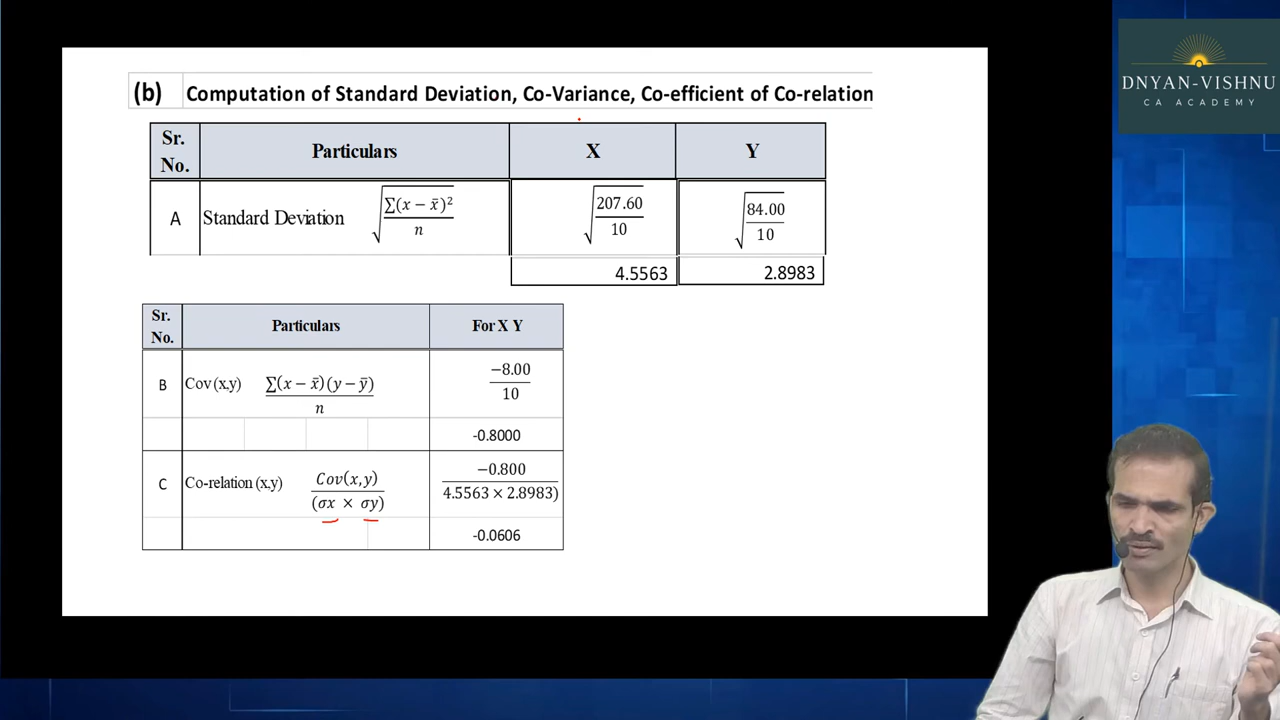 DNYAN-VISHNU
CA ACADEMY
(b) Computation of Standard Deviation, Co-Variance, Co-efficient of Co-relation
Sr. No. Particulars X Y
A Standard Deviation √(∑(x − x̄)²/n) √(207.60/10) √(84.00/10)
4.5563 2.8983
Sr. No. Particulars For X Y
B Cov (x,y) ∑(x − x̄)(y − ȳ)/n −8.00/10
-0.8000
C Co-relation (x,y) Cov(x,y)/(σx × σy) −0.800/4.5563 × 2.8983)
-0.0606